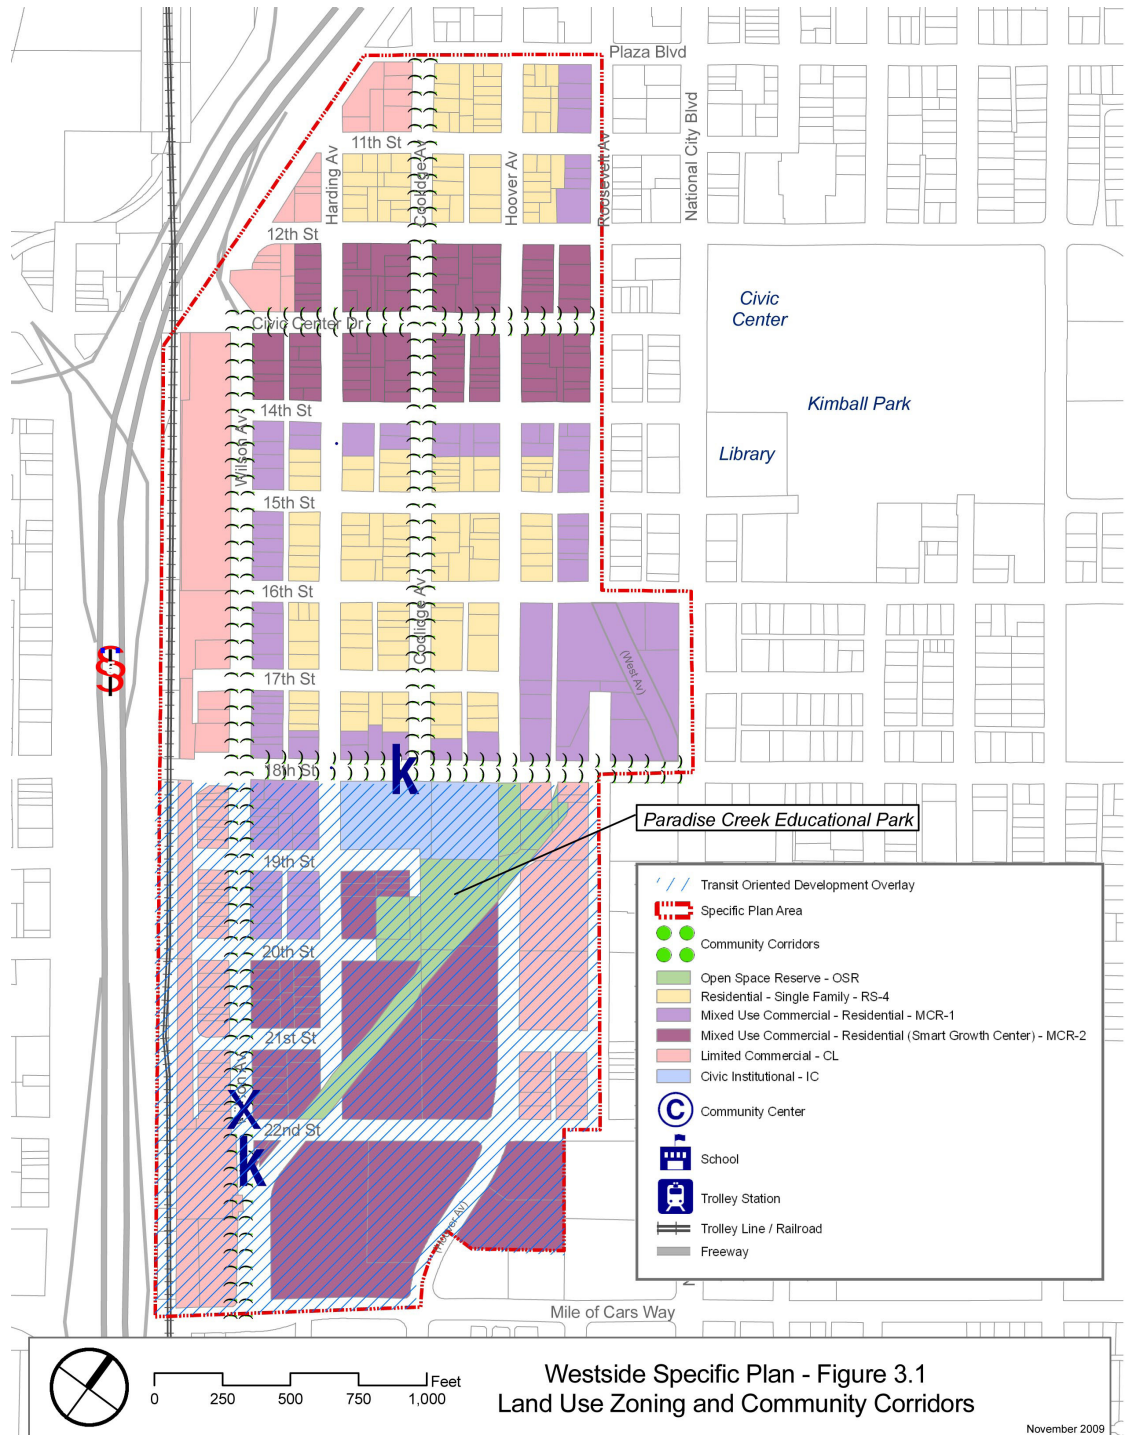 Plaza Blvd
11th St
Harding Av
Coolidge Av
Hoover Av
Roosevelt Av
National City Blvd
12th St
Civic
Center
Civic Center Dr
Kimball Park
14th St
Wilson Av
Library
15th St
16th St
Coolidge Av
(West Av)
17th St
k
18th St
Paradise Creek Educational Park
19th St
20th St
21st St
X
22nd St
k
(Hoover Av)
Mile of Cars Way
Transit Oriented Development Overlay
Specific Plan Area
Community Corridors
Open Space Reserve - OSR
Residential - Single Family - RS-4
Mixed Use Commercial - Residential - MCR-1
Mixed Use Commercial - Residential (Smart Growth Center) - MCR-2
Limited Commercial - CL
Civic Institutional - IC
C
Community Center
School
Trolley Station
Trolley Line / Railroad
Freeway
0 250 500 750 1,000 Feet
Westside Specific Plan - Figure 3.1
Land Use Zoning and Community Corridors
November 2009